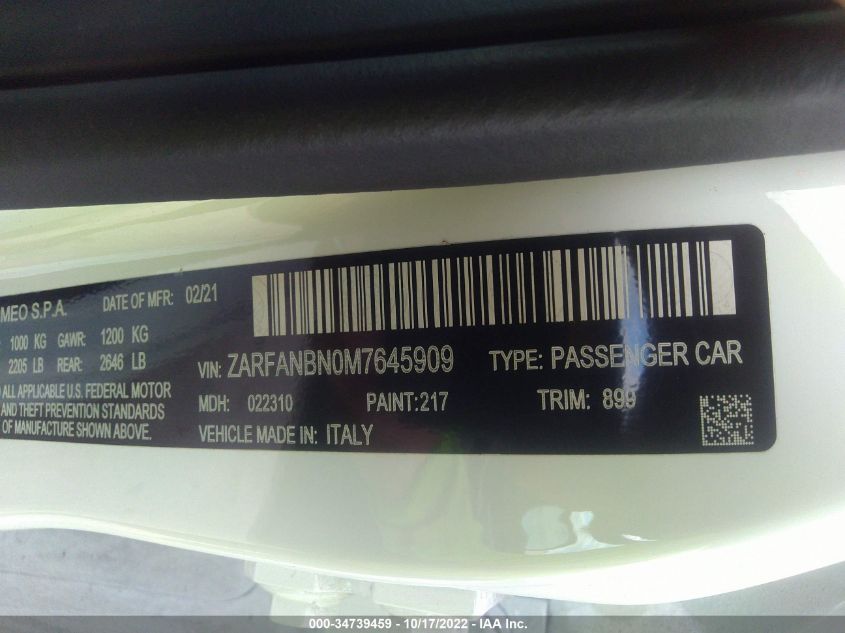 MEO S.P.A. DATE OF MFR: 02/21
1000 KG GAWR: 1200 KG
2205 LB REAR: 2646 LB
ALL APPLICABLE U.S. FEDERAL MOTOR
AND THEFT PREVENTION STANDARDS
OF MANUFACTURE SHOWN ABOVE.
VIN: ZARFANBN0M7645909 TYPE: PASSENGER CAR
MDH: 022310 PAINT:217 TRIM: 899
VEHICLE MADE IN: ITALY
000-34739459 - 10/17/2022 - IAA Inc.